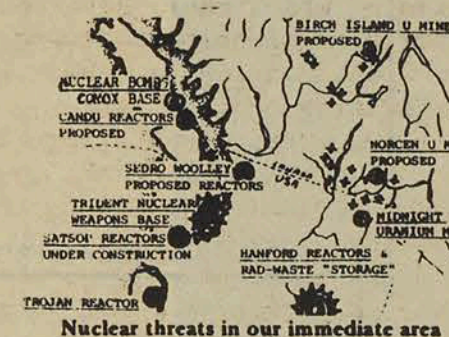 BIRCH ISLAND U MINE
PROPOSED
NUCLEAR BOMBS
COMOX BASE
CANDU REACTORS
PROPOSED
NORCEN U M
PROPOSED
CANADA
USA
SEDRO WOOLLEY
PROPOSED REACTORS
TRIDENT NUCLEAR
WEAPONS BASE
MIDNIGHT
URANIUM M
SATSOP REACTORS
UNDER CONSTRUCTION
HANFORD REACTORS &
RAD-WASTE "STORAGE"
TROJAN REACTOR
Nuclear threats in our immediate area